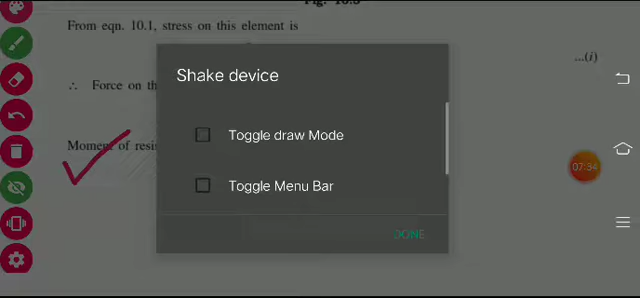 From eqn. 10.1, stress on this element is
...(i)
∴ Force on th
Moment of resi
Shake device
Toggle draw Mode
Toggle Menu Bar
DONE
07:34